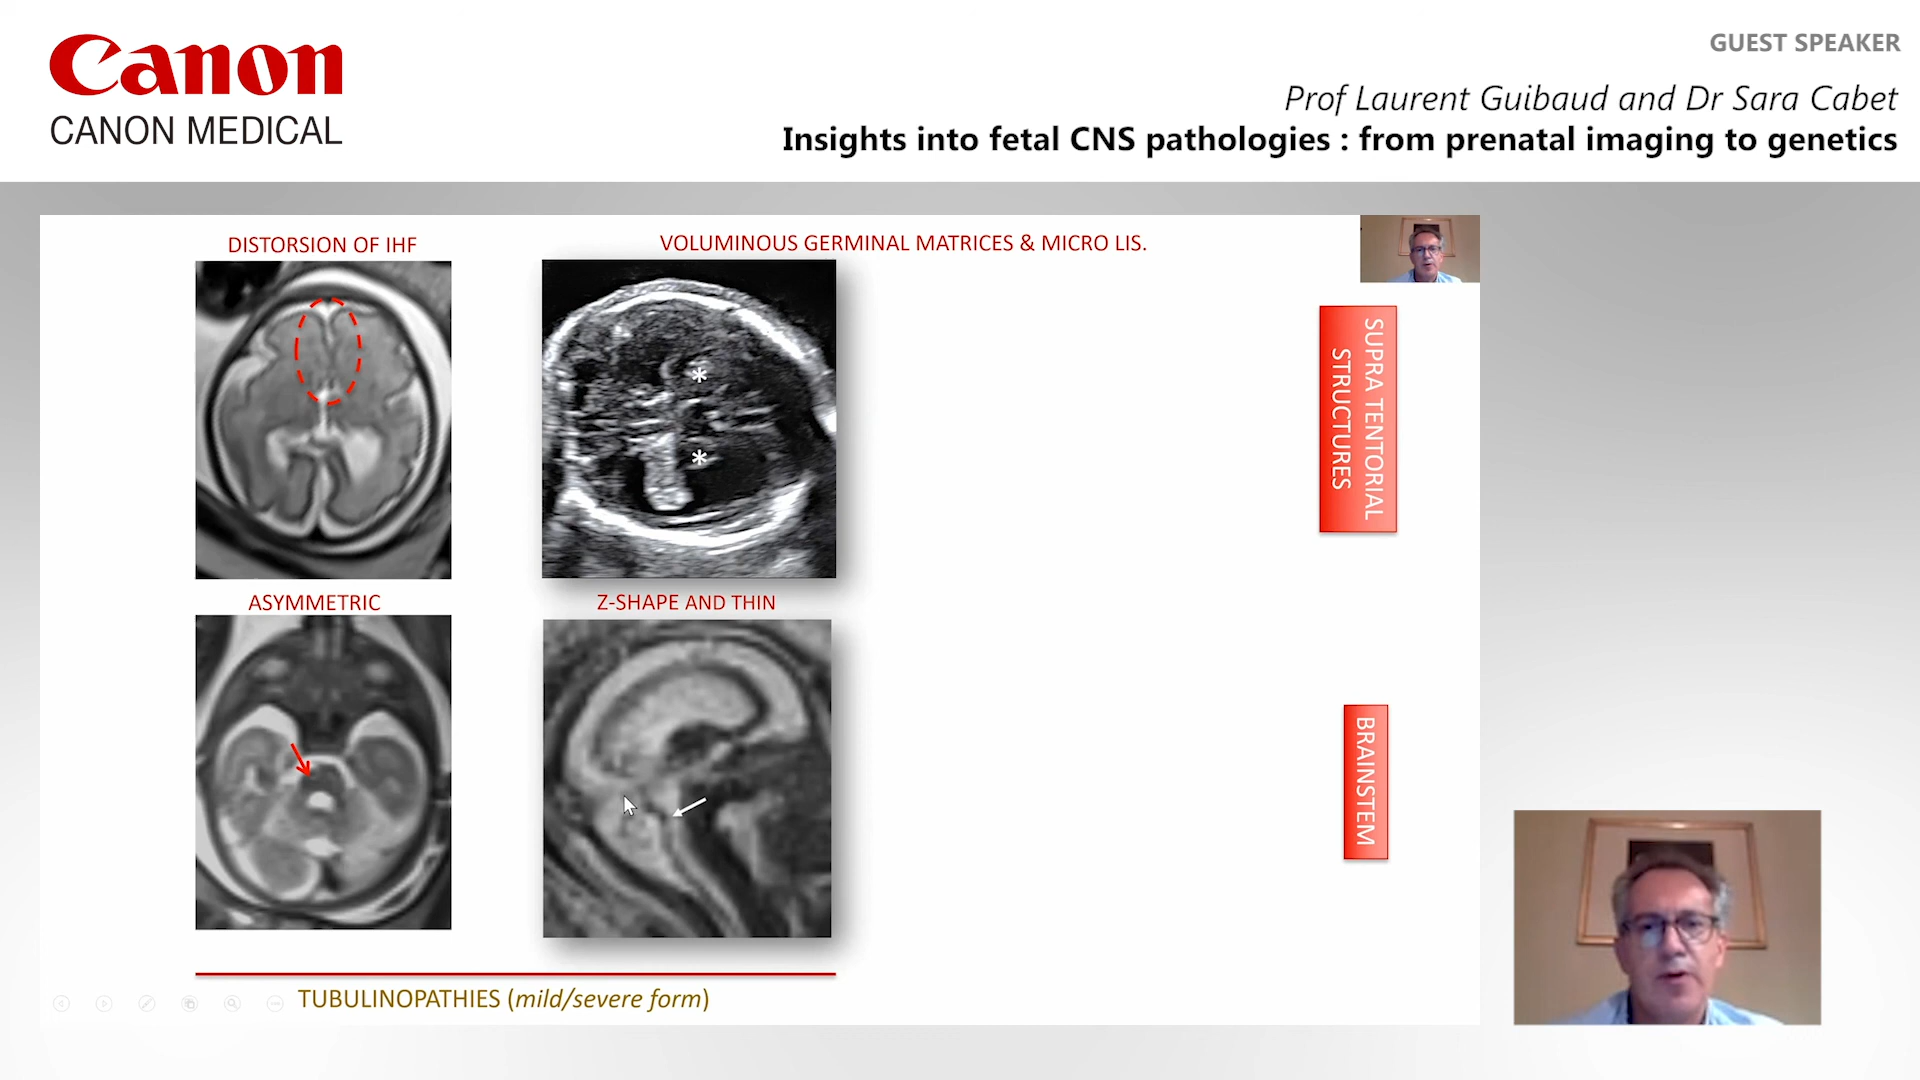 Canon
CANON MEDICAL
GUEST SPEAKER
Prof Laurent Guibaud and Dr Sara Cabet
Insights into fetal CNS pathologies : from prenatal imaging to genetics
DISTORSION OF IHF
VOLUMINOUS GERMINAL MATRICES & MICRO LIS.
*
*
SUPRA TENTORIAL
STRUCTURES
ASYMMETRIC
Z-SHAPE AND THIN
BRAINSTEM
TUBULINOPATHIES (mild/severe form)